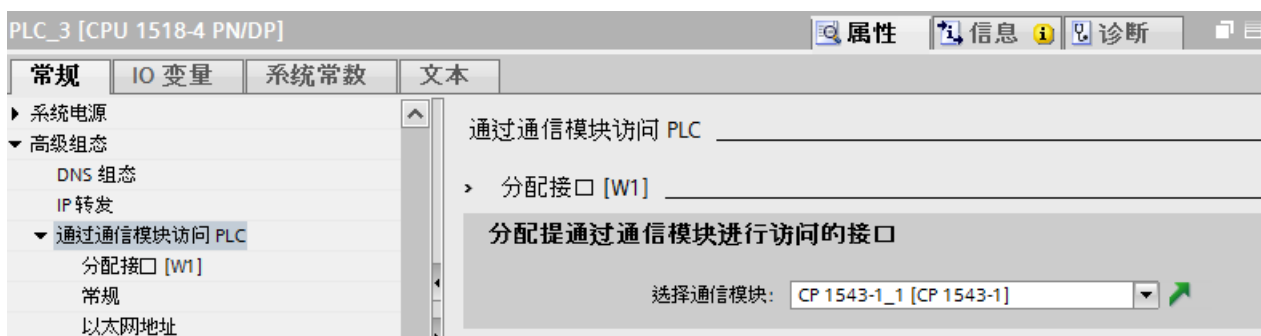 PLC_3 [CPU 1518-4 PN/DP]
属性
信息
诊断
常规
IO 变量
系统常数
文本
系统电源
高级组态
DNS 组态
IP 转发
通过通信模块访问 PLC
分配接口 [W1]
常规
以太网地址
通过通信模块访问 PLC
分配接口 [W1]
分配提通过通信模块进行访问的接口
选择通信模块: CP 1543-1_1 [CP 1543-1]